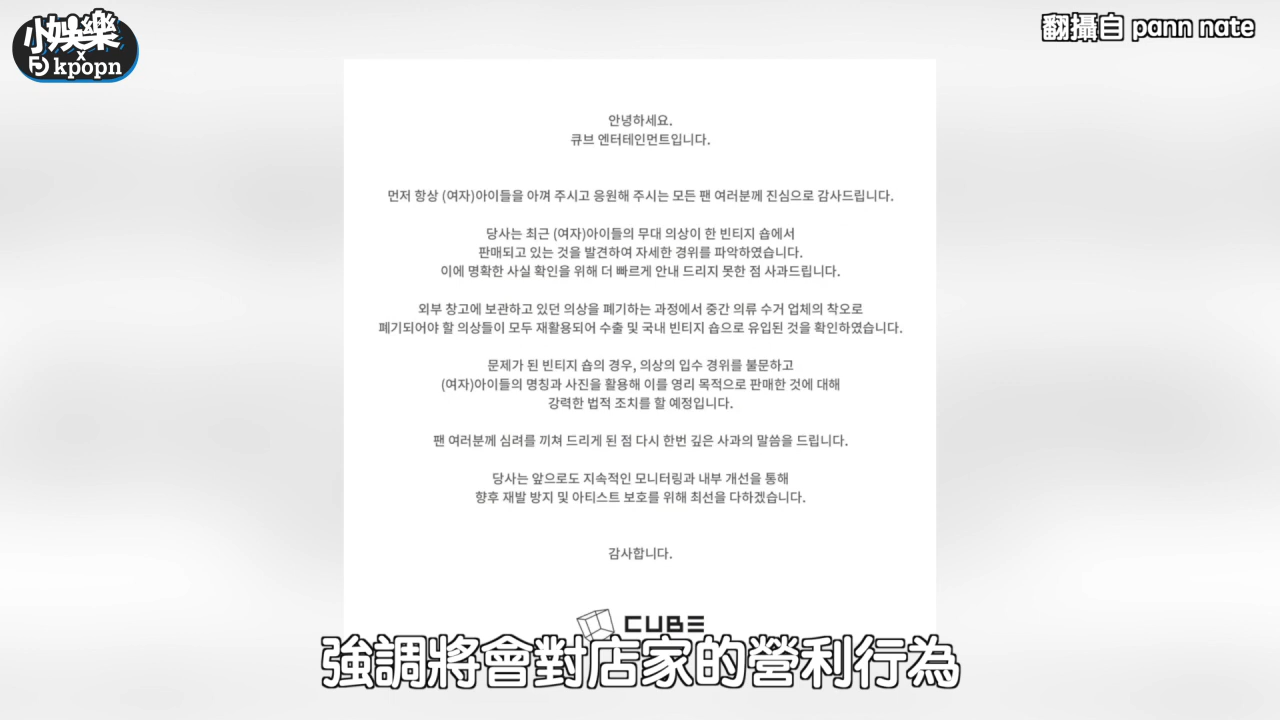 小娛樂
x
kpopn
翻攝自 pann nate
안녕하세요.
큐브 엔터테인먼트입니다.
먼저 항상 (여자)아이들을 아껴 주시고 응원해 주시는 모든 팬 여러분께 진심으로 감사드립니다.
당사는 최근 (여자)아이들의 무대 의상이 한 빈티지 숍에서
판매되고 있는 것을 발견하여 자세한 경위를 파악하였습니다.
이에 명확한 사실 확인을 위해 더 빠르게 안내 드리지 못한 점 사과드립니다.
외부 창고에 보관하고 있던 의상을 폐기하는 과정에서 중간 의류 수거 업체의 착오로
폐기되어야 할 의상들이 모두 재활용되어 수출 및 국내 빈티지 숍으로 유입된 것을 확인하였습니다.
문제가 된 빈티지 숍의 경우, 의상의 입수 경위를 불문하고
(여자)아이들의 명칭과 사진을 활용해 이를 영리 목적으로 판매한 것에 대해
강력한 법적 조치를 할 예정입니다.
팬 여러분께 심려를 끼쳐 드리게 된 점 다시 한번 깊은 사과의 말씀을 드립니다.
당사는 앞으로도 지속적인 모니터링과 내부 개선을 통해
향후 재발 방지 및 아티스트 보호를 위해 최선을 다하겠습니다.
감사합니다.
CUBE
強調將會對店家的營利行為